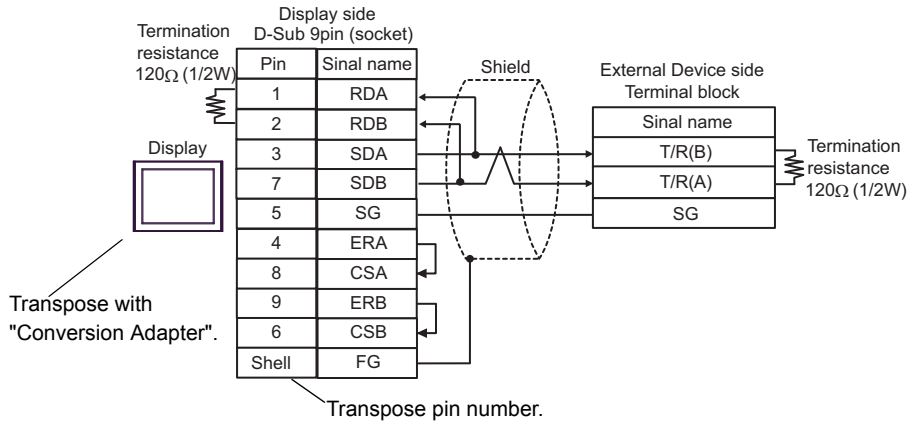 Display side
D-Sub 9pin (socket)
Termination
resistance
120Ω (1/2W)
Pin Sinal name
1 RDA
2 RDB
3 SDA
7 SDB
5 SG
4 ERA
8 CSA
9 ERB
6 CSB
Shell FG
Display
Shield
External Device side
Terminal block
Sinal name
T/R(B)
T/R(A)
SG
Termination
resistance
120Ω (1/2W)
Transpose with
"Conversion Adapter".
Transpose pin number.